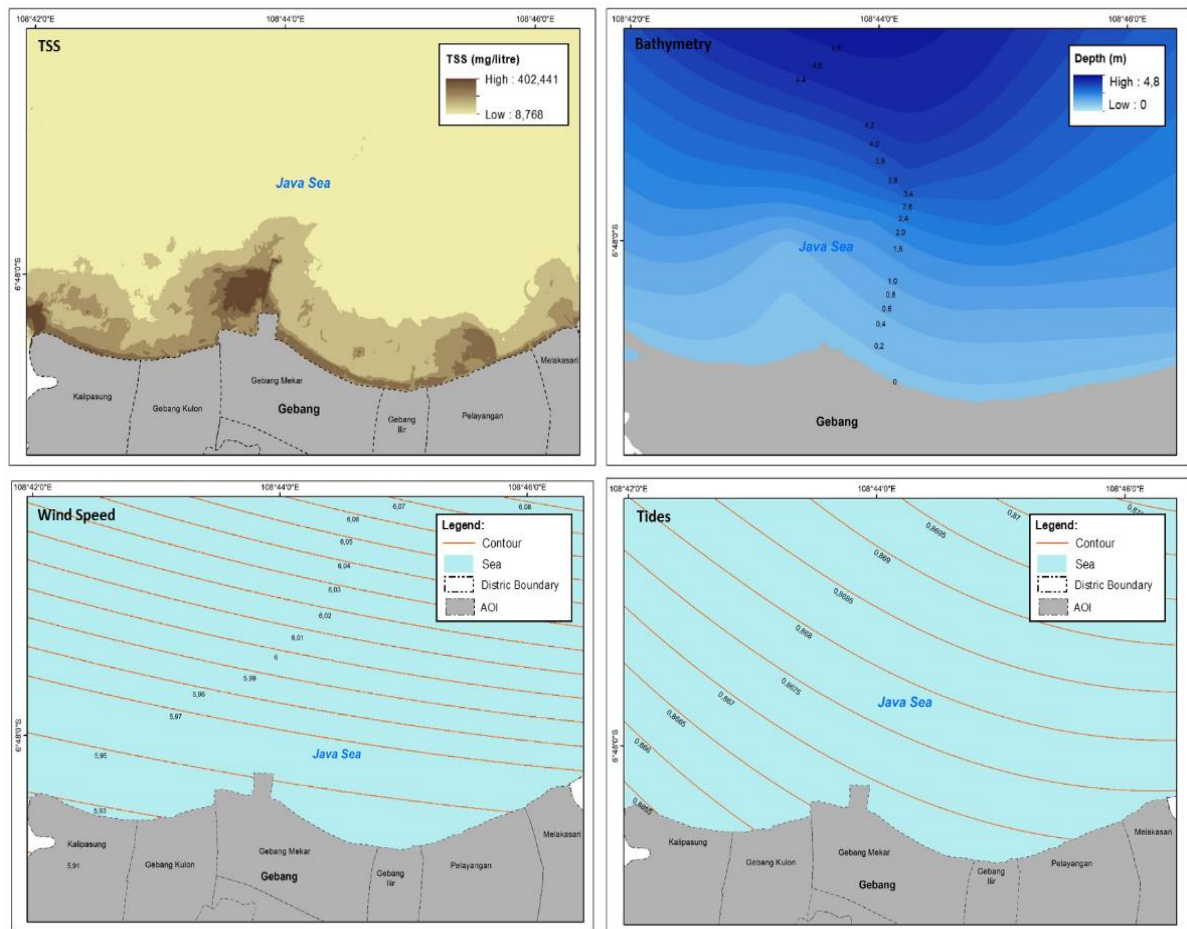 108°42'0"E
108°44'0"E
108°46'0"E
TSS
TSS (mg/litre)
High : 402,441
Low : 8,768
Java Sea
6°48'0"S
Kalipasung
Gebang Kulon
Gebang Mekar
Gebang
Gebang
Ilir
Pelayangan
Melakasari
108°42'0"E
108°44'0"E
108°46'0"E
Bathymetry
Depth (m)
High : 4,8
Low : 0
4,6
4,4
4,2
4,0
3,8
3,4
2,6
2,4
2,0
Java Sea
6°48'0"S
1,0
0,8
0,6
0,4
0,2
0
Gebang
108°42'0"E
108°44'0"E
108°46'0"E
Wind Speed
6,07
6,08
6,06
6,05
6,04
6,03
6,02
6,01
6
5,99
5,98
5,97
5,95
5,93
5,91
Legend:
Contour
Sea
Distric Boundary
AOI
Java Sea
6°48'0"S
Kalipasung
Gebang Kulon
Gebang Mekar
Gebang
Gebang
Ilir
Pelayangan
Melakasari
108°42'0"E
108°44'0"E
108°46'0"E
Tides
0,87
0,8695
0,869
0,8685
0,868
0,8675
0,867
0,8665
0,866
0,8655
Legend:
Contour
Sea
Distric Boundary
AOI
Java Sea
6°48'0"S
Kalipasung
Gebang Kulon
Gebang Mekar
Gebang
Gebang
Ilir
Pelayangan
Melakasari